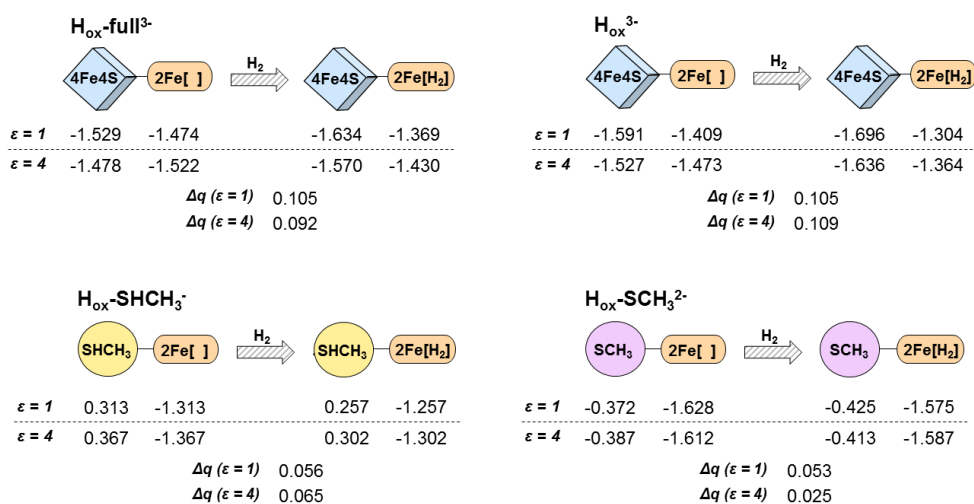 Hox-full3-
4Fe4S 2Fe[ ] H2 4Fe4S 2Fe[H2]
ε = 1 -1.529 -1.474 -1.634 -1.369
ε = 4 -1.478 -1.522 -1.570 -1.430
Δq (ε = 1) 0.105
Δq (ε = 4) 0.092
Hox3-
4Fe4S 2Fe[ ] H2 4Fe4S 2Fe[H2]
ε = 1 -1.591 -1.409 -1.696 -1.304
ε = 4 -1.527 -1.473 -1.636 -1.364
Δq (ε = 1) 0.105
Δq (ε = 4) 0.109
Hox-SHCH3-
SHCH3 2Fe[ ] H2 SHCH3 2Fe[H2]
ε = 1 0.313 -1.313 0.257 -1.257
ε = 4 0.367 -1.367 0.302 -1.302
Δq (ε = 1) 0.056
Δq (ε = 4) 0.065
Hox-SCH32-
SCH3 2Fe[ ] H2 SCH3 2Fe[H2]
ε = 1 -0.372 -1.628 -0.425 -1.575
ε = 4 -0.387 -1.612 -0.413 -1.587
Δq (ε = 1) 0.053
Δq (ε = 4) 0.025